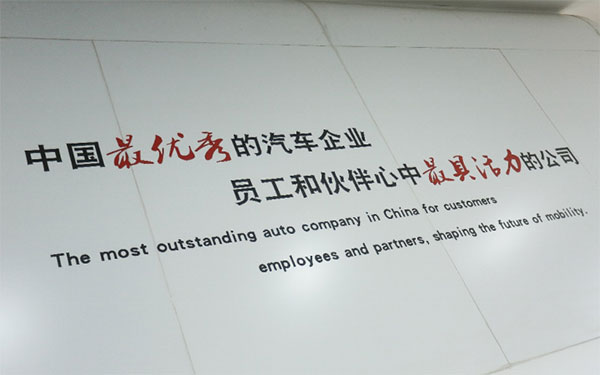 中国最优秀的汽车企业
员工和伙伴心中最具活力的公司
The most outstanding auto company in China for customers
employees and partners, shaping the future of mobility.